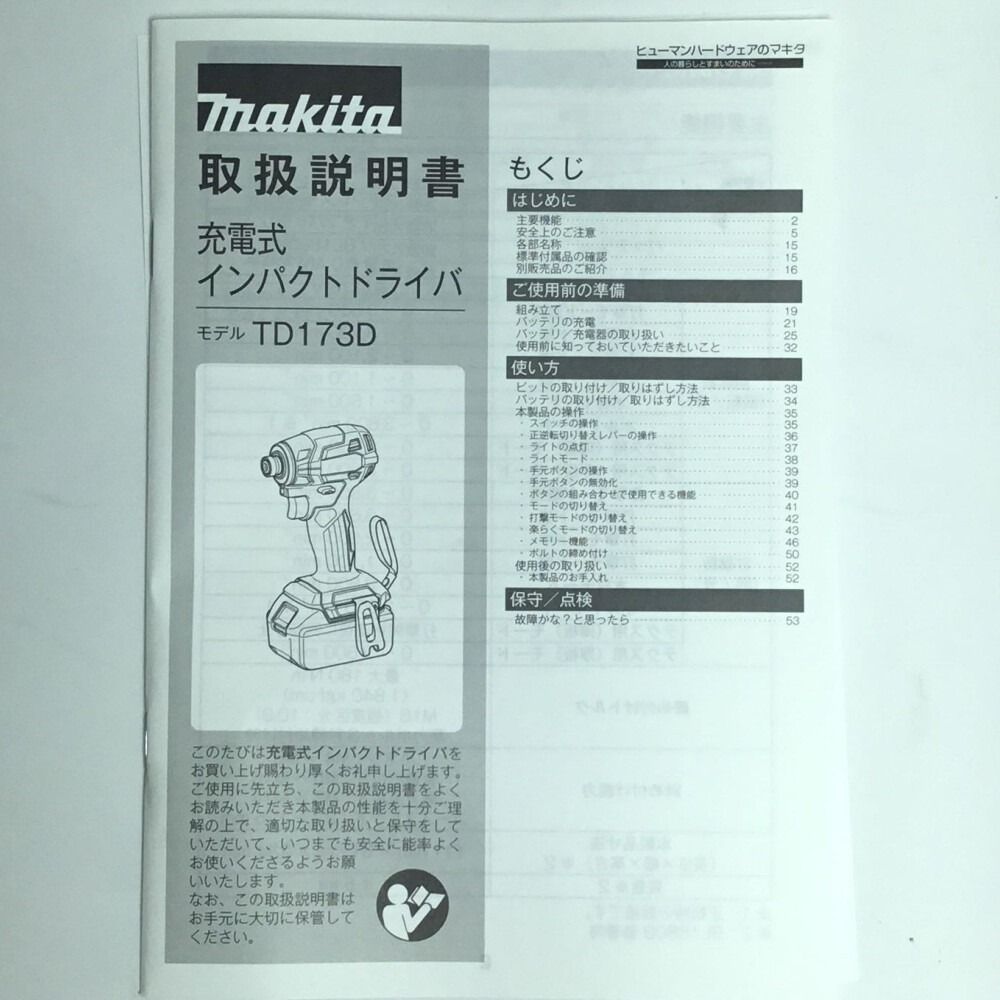 ヒューマンハードウェアのマキタ
人の暮らしとすまいのために
makita
取扱説明書
充電式
インパクトドライバ
モデル TD173D
このたびは充電式インパクトドライバを
お買い上げ賜わり厚くお礼申し上げます。
ご使用に先立ち、この取扱説明書をよく
お読みいただき本製品の性能を十分ご理
解の上で、適切な取り扱いと保守をして
いただいて、いつまでも安全に能率よく
お使いくださるようお願
いいたします。
なお、この取扱説明書は
お手元に大切に保管して
ください。
もくじ
はじめに
主要機能 2
安全上のご注意 5
各部名称 15
標準付属品の確認 15
別販売品のご紹介 16
ご使用前の準備
組み立て 19
バッテリの充電 21
バッテリ／充電器の取り扱い 25
使用前に知っておいていただきたいこと 32
使い方
ビットの取り付け／取りはずし方法 33
バッテリの取り付け／取りはずし方法 34
本製品の操作 35
・スイッチの操作 35
・正逆転切り替えレバーの操作 36
・ライトの点灯 37
・ライトモード 38
・手元ボタンの操作 39
・手元ボタンの無効化 39
・ボタンの組み合わせで使用できる機能 40
・モードの切り替え 41
・打撃モードの切り替え 42
・楽らくモードの切り替え 43
・メモリー機能 46
・ボルトの締め付け 50
使用後の取り扱い 52
・本製品のお手入れ 52
保守／点検
故障かな？と思ったら 53